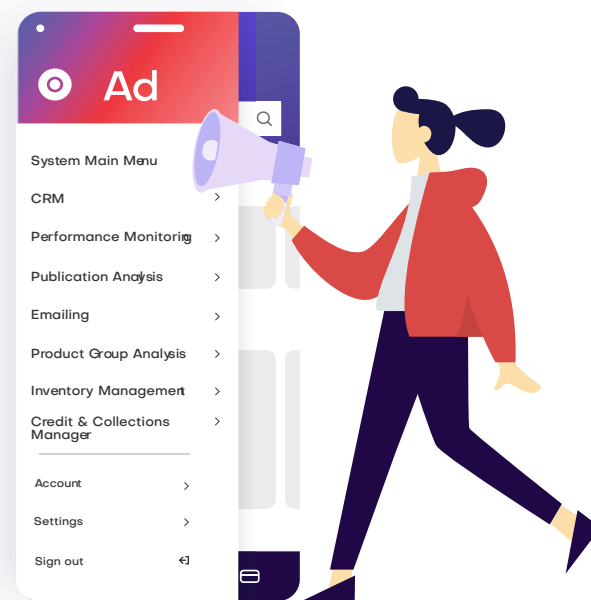 Ad
System Main Menu
CRM
Performance Monitoring
Publication Analysis
Emailing
Product Group Analysis
Inventory Management
Credit & Collections
Manager
Account
Settings
Sign out